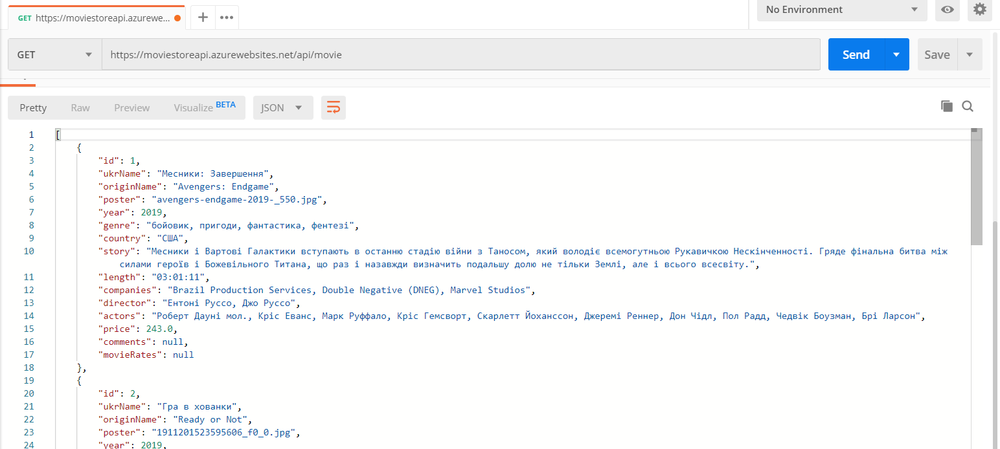 GET https://moviestoreapi.azurewe...
No Environment
GET https://moviestoreapi.azurewebsites.net/api/movie Send Save
Pretty Raw Preview Visualize BETA JSON
1 [
2 {
3 "id": 1,
4 "ukrName": "Месники: Завершення",
5 "originName": "Avengers: Endgame",
6 "poster": "avengers-endgame-2019-_550.jpg",
7 "year": 2019,
8 "genre": "бойовик, пригоди, фантастика, фентезі",
9 "country": "США",
10 "story": "Месники і Вартові Галактики вступають в останню стадію війни з Таносом, який володіє всемогутньою Рукавичкою Нескінченності. Гряде фінальна битва між
силами героїв і Божевільного Титана, що раз і назавжди визначить подальшу долю не тільки Землі, але і всього всесвіту.",
11 "length": "03:01:11",
12 "companies": "Brazil Production Services, Double Negative (DNEG), Marvel Studios",
13 "director": "Ентоні Руссо, Джо Руссо",
14 "actors": "Роберт Дауні мол., Кріс Еванс, Марк Руффало, Кріс Гемсворт, Скарлетт Йоханссон, Джеремі Реннер, Дон Чідл, Пол Радд, Чедвік Боузман, Брі Ларсон",
15 "price": 243.0,
16 "comments": null,
17 "movieRates": null
18 },
19 {
20 "id": 2,
21 "ukrName": "Гра в хованки",
22 "originName": "Ready or Not",
23 "poster": "1911201523595606_f0_0.jpg",
24 "year": 2019,